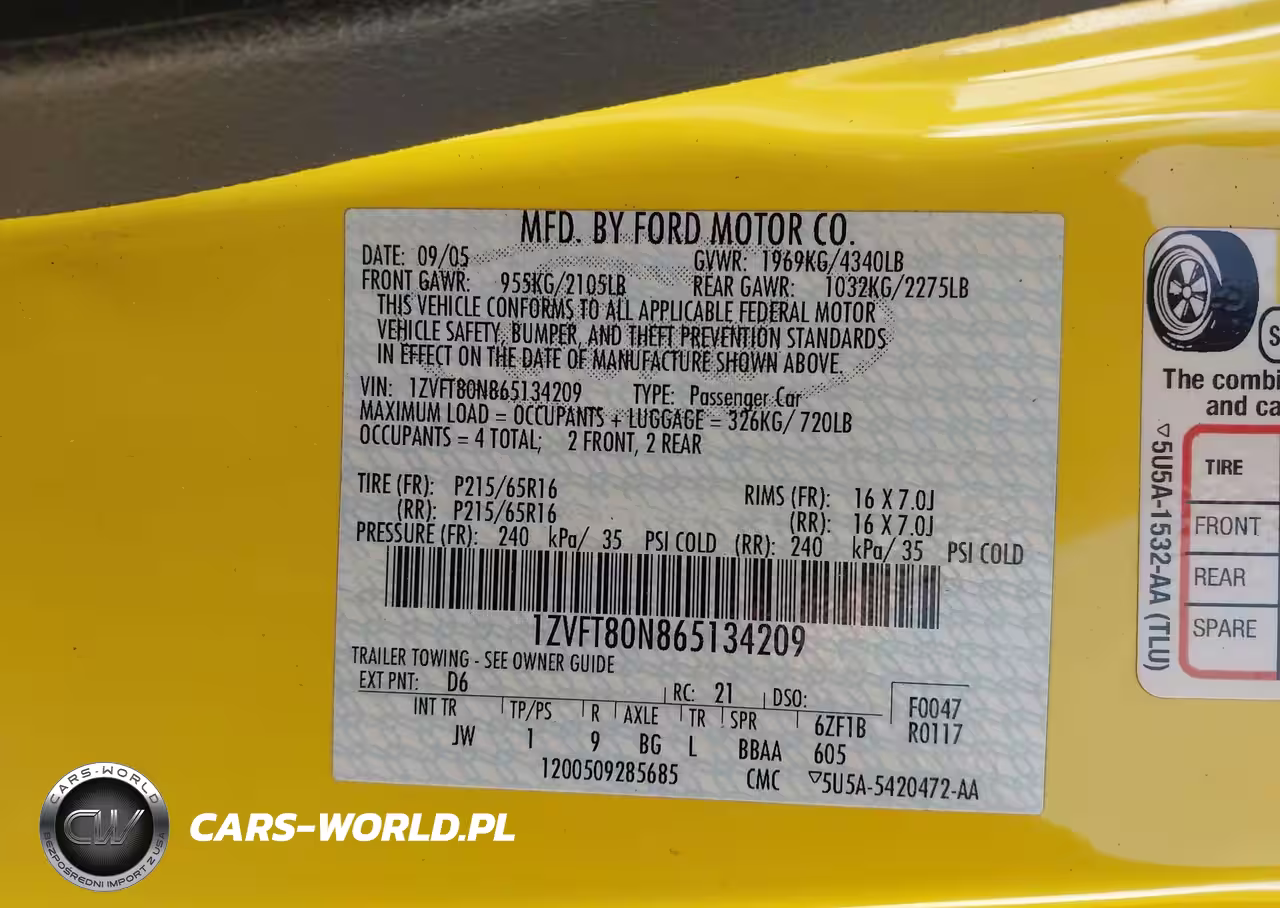 MFD. BY FORD MOTOR CO.
DATE: 09/05 GVWR: 1969KG/4340LB
FRONT GAWR: 955KG/2105LB REAR GAWR: 1032KG/2275LB
THIS VEHICLE CONFORMS TO ALL APPLICABLE FEDERAL MOTOR
VEHICLE SAFETY, BUMPER, AND THEFT PREVENTION STANDARDS
IN EFFECT ON THE DATE OF MANUFACTURE SHOWN ABOVE.
VIN: 1ZVFT80N865134209 TYPE: Passenger Car
MAXIMUM LOAD = OCCUPANTS + LUGGAGE = 326KG/ 720LB
OCCUPANTS = 4 TOTAL; 2 FRONT, 2 REAR
TIRE (FR): P215/65R16 RIMS (FR): 16 X 7.0J
(RR): P215/65R16 (RR): 16 X 7.0J
PRESSURE (FR): 240 kPa/ 35 PSI COLD (RR): 240 kPa/ 35 PSI COLD
1ZVFT80N865134209
TRAILER TOWING - SEE OWNER GUIDE
EXT PNT: D6 RC: 21 DSO:
F0047
R0117
INT TR TP/PS R AXLE TR SPR 6ZF1B
JW 1 9 BG L BBAA 605
1200509285685 CMC ▽5U5A-5420472-AA
The combi
and ca
TIRE
FRONT
REAR
SPARE
▽5U5A-1532-AA (TLU)
CARS-WORLD
CW
BEZPOŚREDNI IMPORT Z USA
CARS-WORLD.PL